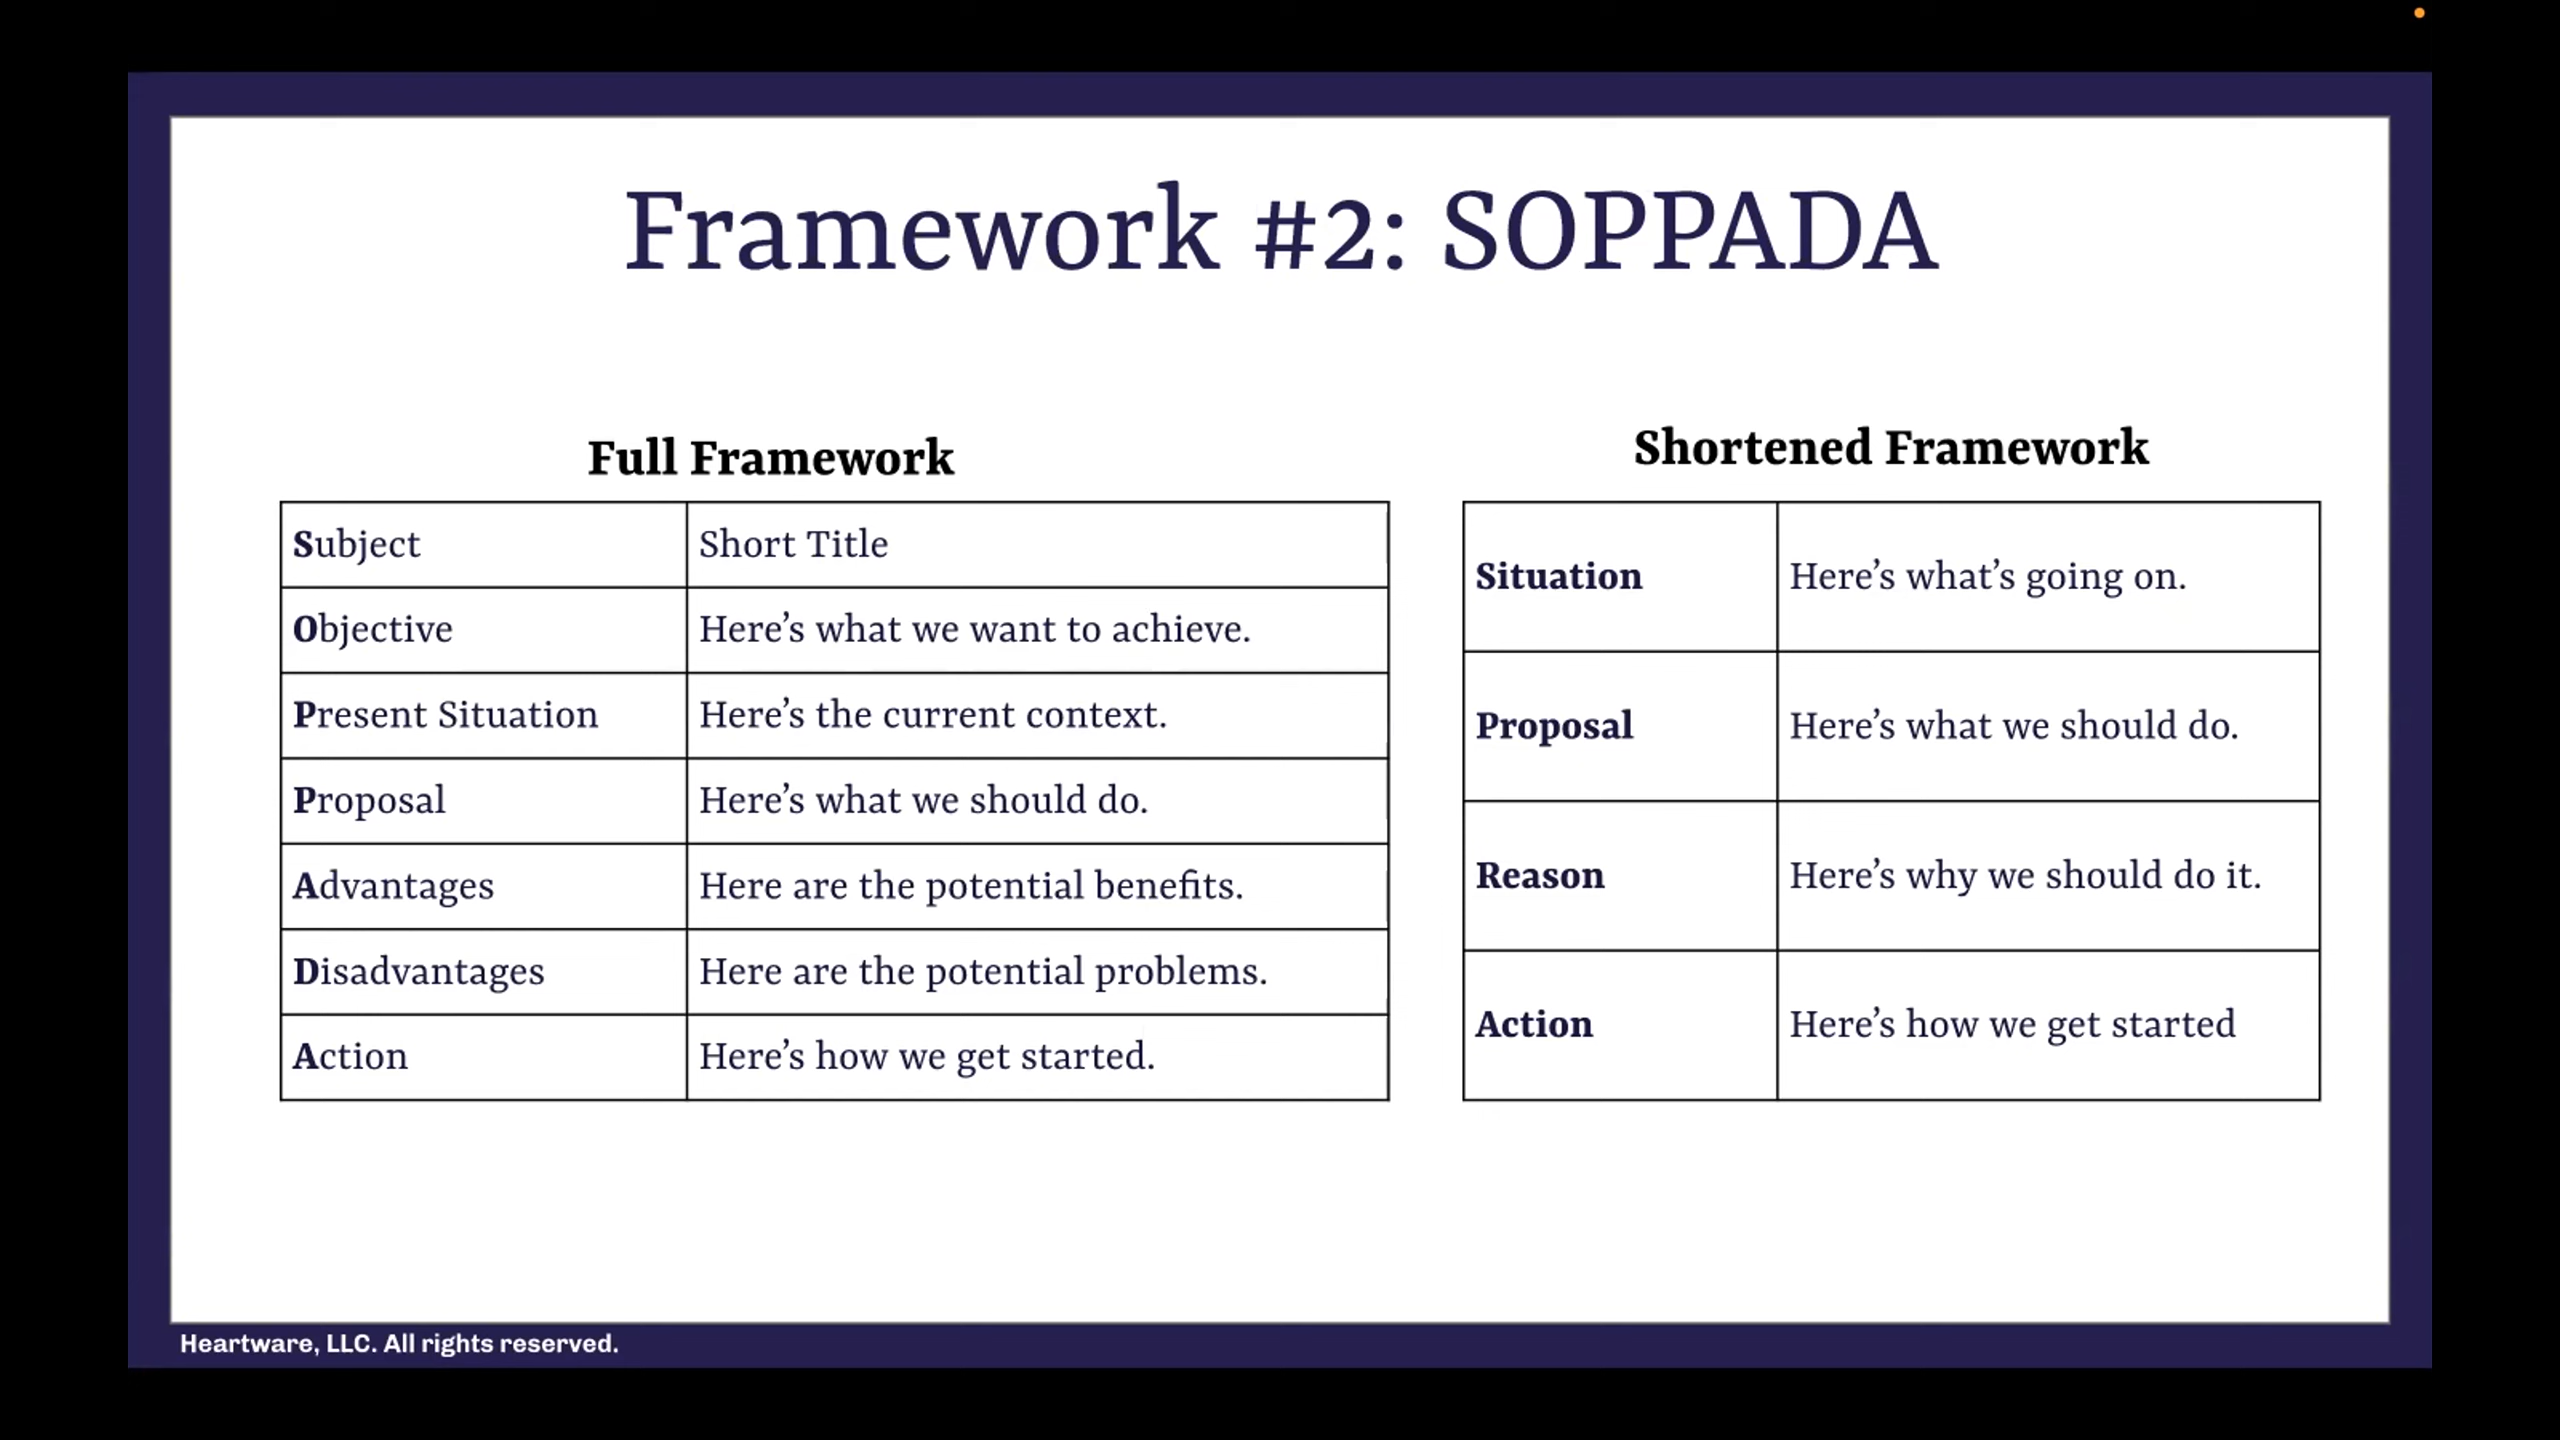 Framework #2: SOPPADA
Full Framework
Subject Short Title
Objective Here’s what we want to achieve.
Present Situation Here’s the current context.
Proposal Here’s what we should do.
Advantages Here are the potential benefits.
Disadvantages Here are the potential problems.
Action Here’s how we get started.
Shortened Framework
Situation Here’s what’s going on.
Proposal Here’s what we should do.
Reason Here’s why we should do it.
Action Here’s how we get started
Heartware, LLC. All rights reserved.